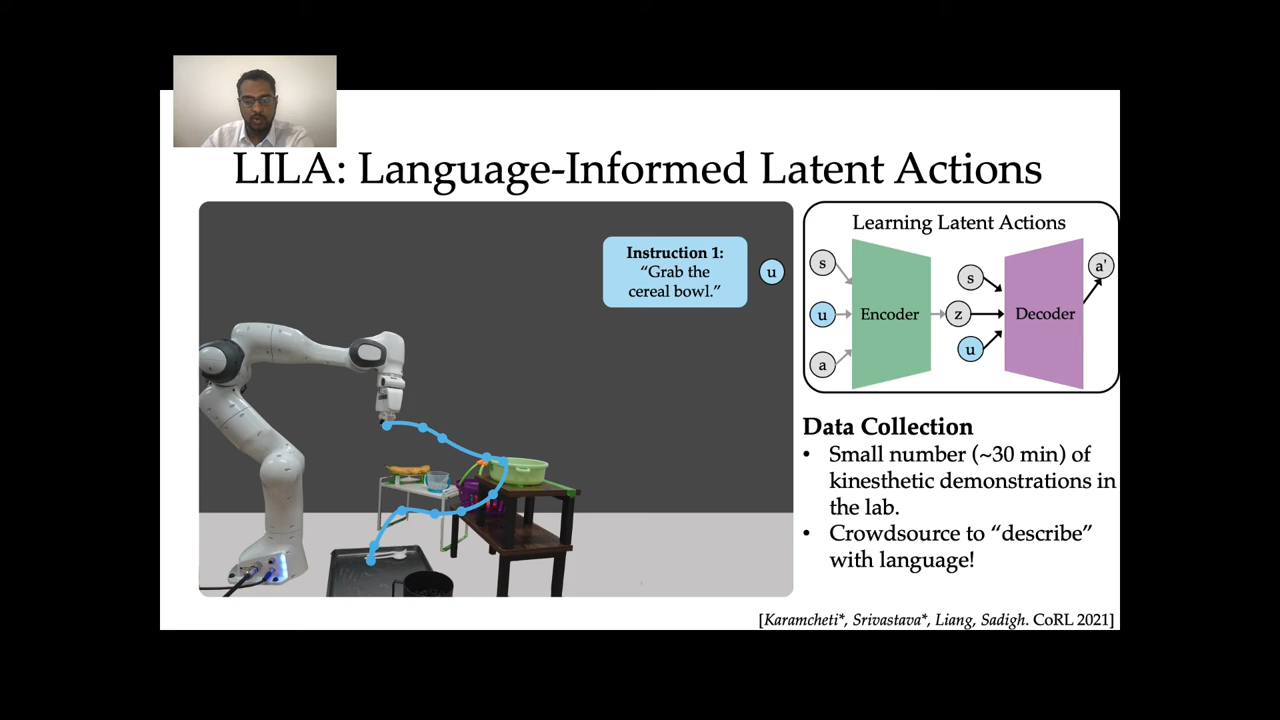 LILA: Language-Informed Latent Actions
Instruction 1:
“Grab the
cereal bowl.”
u
Learning Latent Actions
s
u
a
Encoder
z
s
u
Decoder
a'
Data Collection
• Small number (~30 min) of
kinesthetic demonstrations in
the lab.
• Crowdsource to “describe”
with language!
[Karamcheti*, Srivastava*, Liang, Sadigh. CoRL 2021]